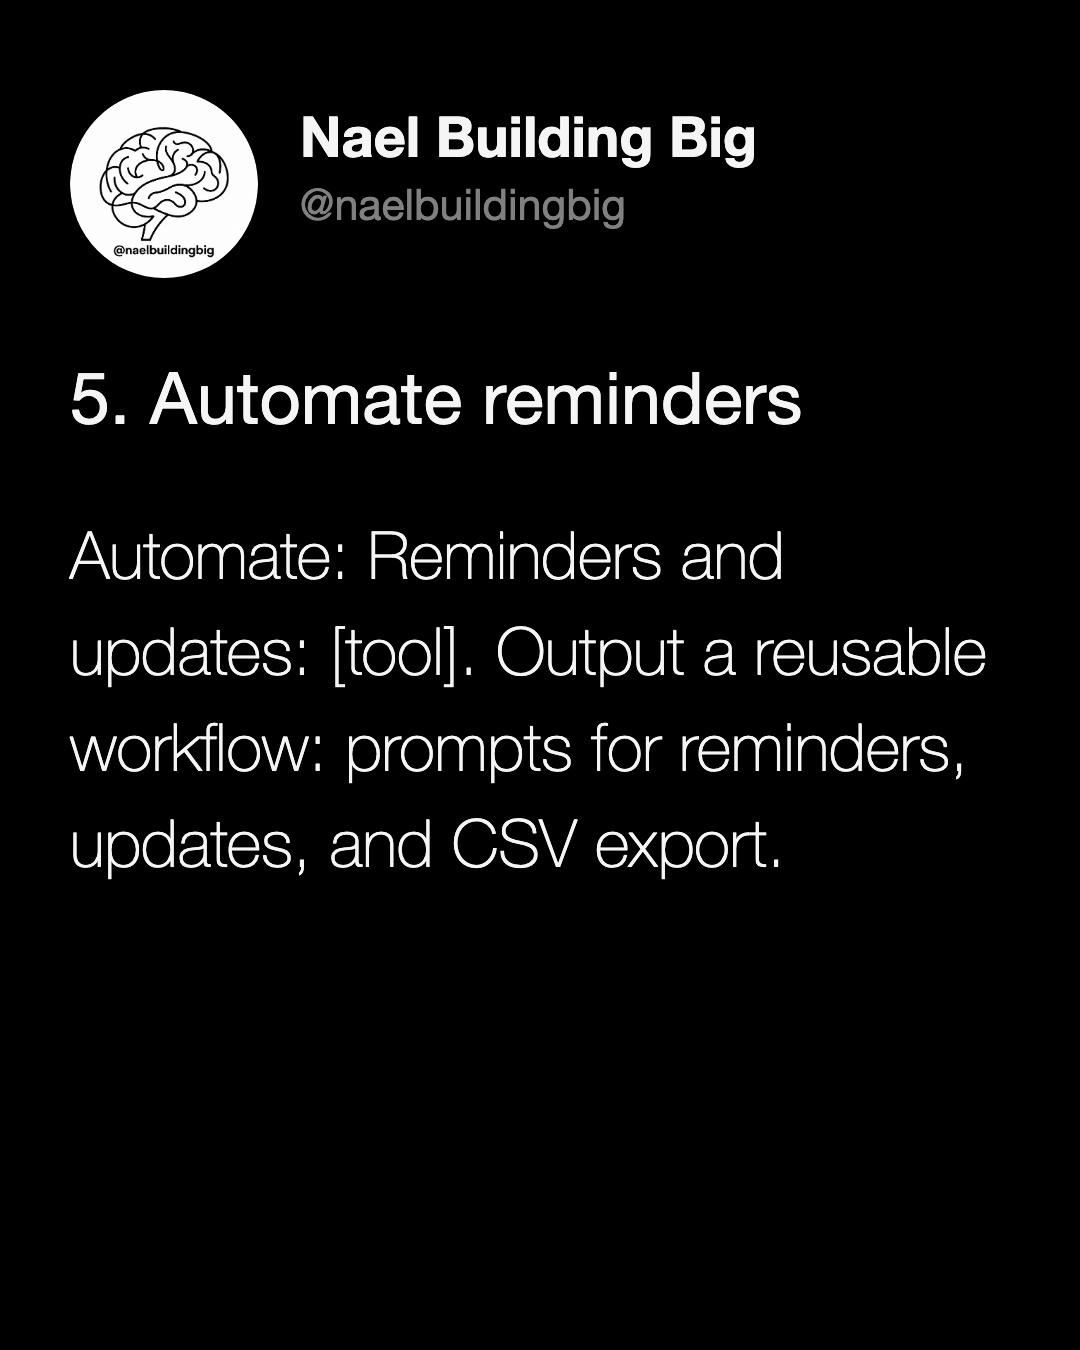 Nael Building Big
@naelbuildingbig
@naelbuildingbig
5. Automate reminders
Automate: Reminders and
updates: [tool]. Output a reusable
workflow: prompts for reminders,
updates, and CSV export.